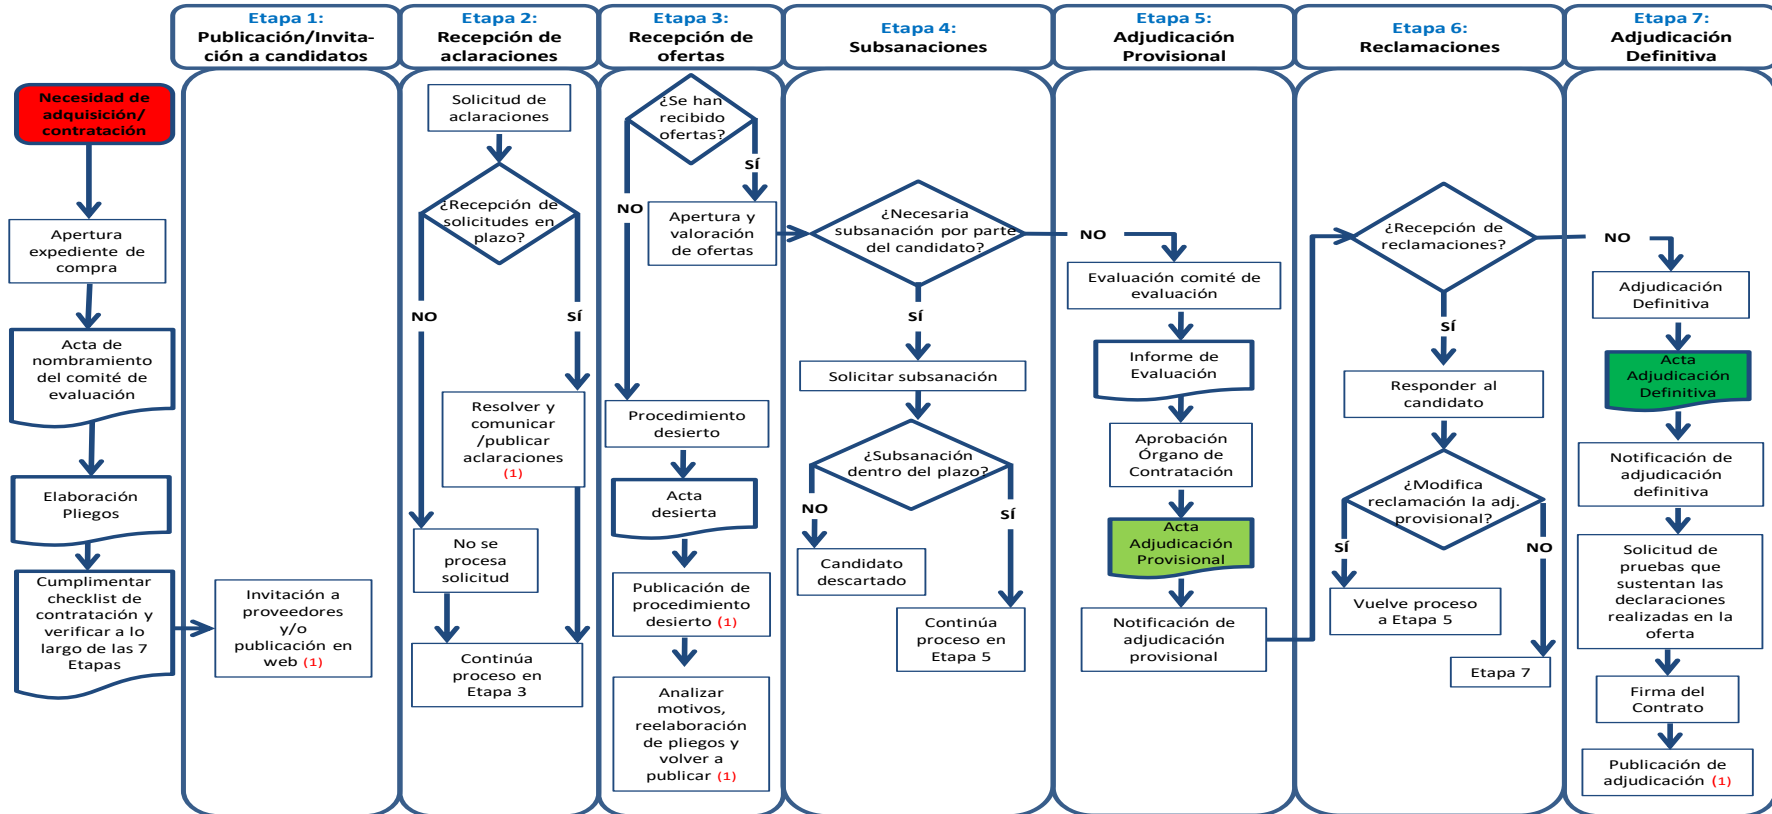 Etapa 1:
Publicación/Invita-
ción a candidatos
Etapa 2:
Recepción de
aclaraciones
Etapa 3:
Recepción de
ofertas
Etapa 4:
Subsanaciones
Etapa 5:
Adjudicación
Provisional
Etapa 6:
Reclamaciones
Etapa 7:
Adjudicación
Definitiva
Necesidad de
adquisición/
contratación
Apertura
expediente de
compra
Acta de
nombramiento
del comité de
evaluación
Elaboración
Pliegos
Cumplimentar
checklist de
contratación y
verificar a lo
largo de las 7
Etapas
Invitación a
proveedores
y/o
publicación en
web (1)
Solicitud de
aclaraciones
¿Recepción de
solicitudes en
plazo?
NO
SÍ
Resolver y
comunicar
/publicar
aclaraciones
(1)
No se
procesa
solicitud
Continúa
proceso en
Etapa 3
¿Se han
recibido
ofertas?
SÍ
NO
Apertura y
valoración
de ofertas
Procedimiento
desierto
Acta
desierta
Publicación de
procedimiento
desierto (1)
Analizar
motivos,
reelaboración
de pliegos y
volver a
publicar (1)
¿Necesaria
subsanación por parte
del candidato?
NO
SÍ
Solicitar subsanación
¿Subsanación
dentro del plazo?
NO
SÍ
Candidato
descartado
Continúa
proceso en
Etapa 5
Evaluación comité de
evaluación
Informe de
Evaluación
Aprobación
Órgano de
Contratación
Acta
Adjudicación
Provisional
Notificación de
adjudicación
provisional
¿Recepción de
reclamaciones?
NO
SÍ
Responder al
candidato
¿Modifica
reclamación la adj.
provisional?
SÍ
NO
Vuelve proceso
a Etapa 5
Etapa 7
Adjudicación
Definitiva
Acta
Adjudicación
Definitiva
Notificación de
adjudicación
definitiva
Solicitud de
pruebas que
sustentan las
declaraciones
realizadas en la
oferta
Firma del
Contrato
Publicación de
adjudicación (1)